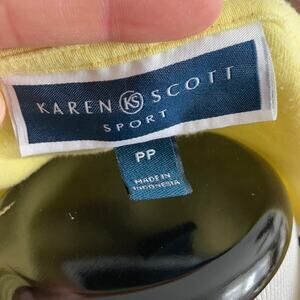 KAREN KS SCOTT
SPORT
PP
MADE IN
INDONESIA